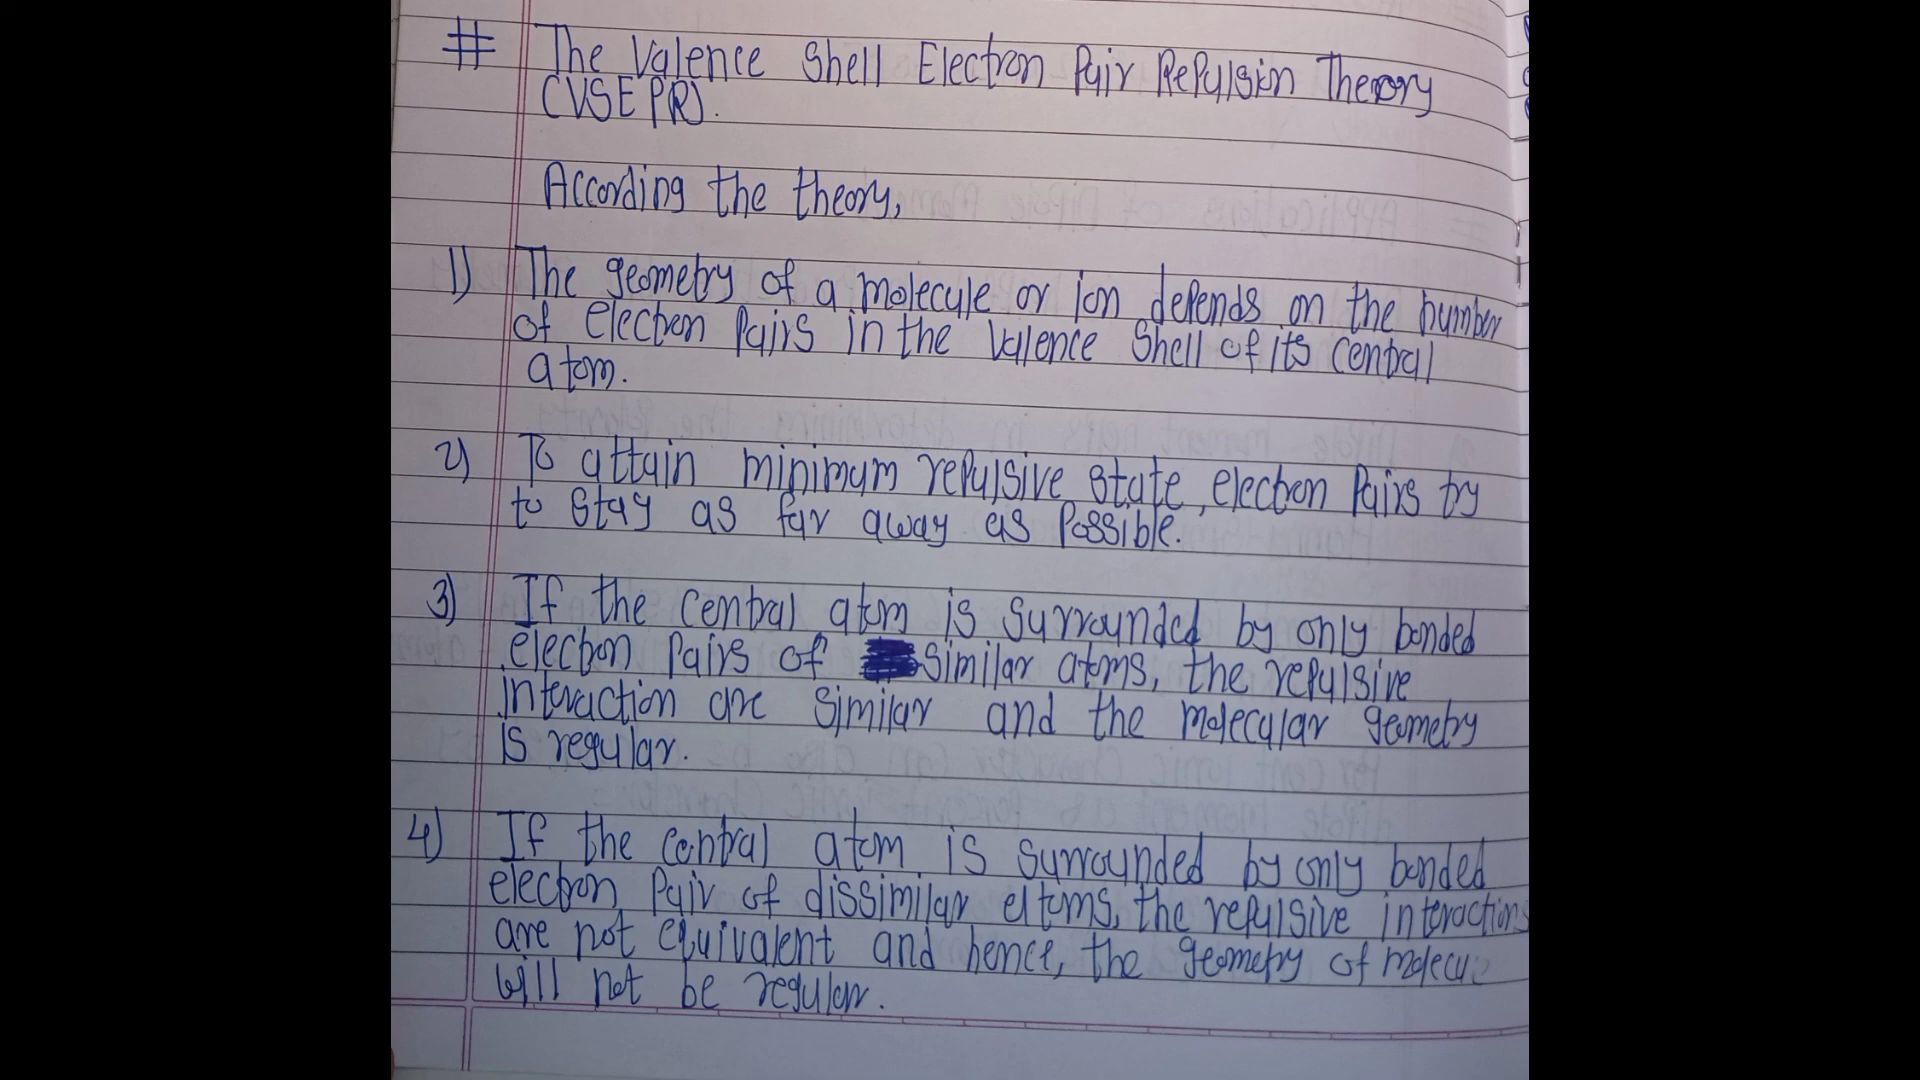 # The Valence Shell Electron Pair Repulsion Theory
(VSEPR).
According the theory,
1) The geometry of a molecule or ion depends on the number
of electron pairs in the valence shell of its central
atom.
2) To attain minimum repulsive state, electron pairs try
to stay as far away as possible.
3) If the central atom is surrounded by only bonded
electron pairs of similar atoms, the repulsive
interaction are similar and the molecular geometry
is regular.
4) If the central atom is surrounded by only bonded
electron pair of dissimilar atoms, the repulsive interactions
are not equivalent and hence, the geometry of
will not be regular.